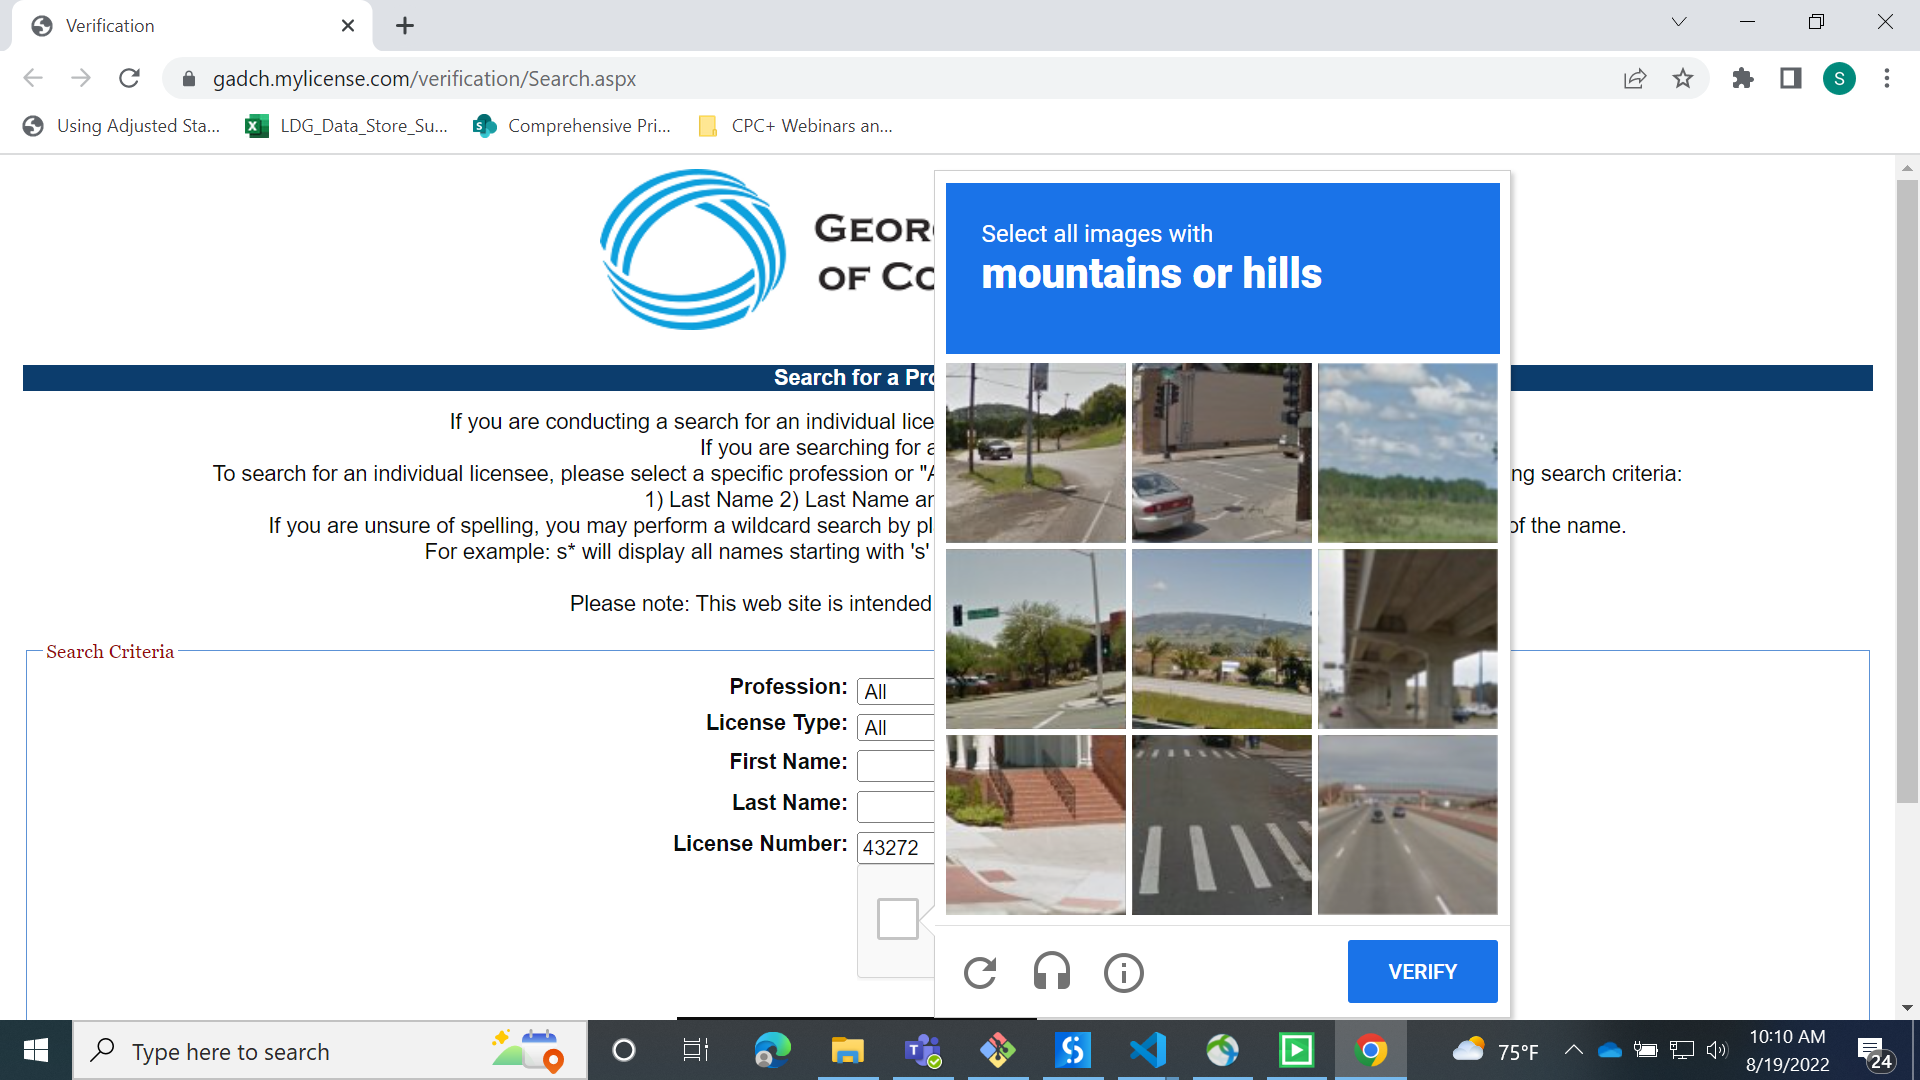 Verification
gadch.mylicense.com/verification/Search.aspx
S
Using Adjusted Sta...
LDG_Data_Store_Su...
Comprehensive Pri...
CPC+ Webinars an...
GEOR
OF CO
Search for a Pro
If you are conducting a search for an individual lice
If you are searching for a
To search for an individual licensee, please select a specific profession or "A
ng search criteria:
1) Last Name 2) Last Name an
If you are unsure of spelling, you may perform a wildcard search by pl
of the name.
For example: s* will display all names starting with 's'
Please note: This web site is intended
Search Criteria
Profession:
All
License Type:
All
First Name:
Last Name:
License Number:
43272
Select all images with
mountains or hills
VERIFY
Type here to search
75°F
10:10 AM
8/19/2022
24